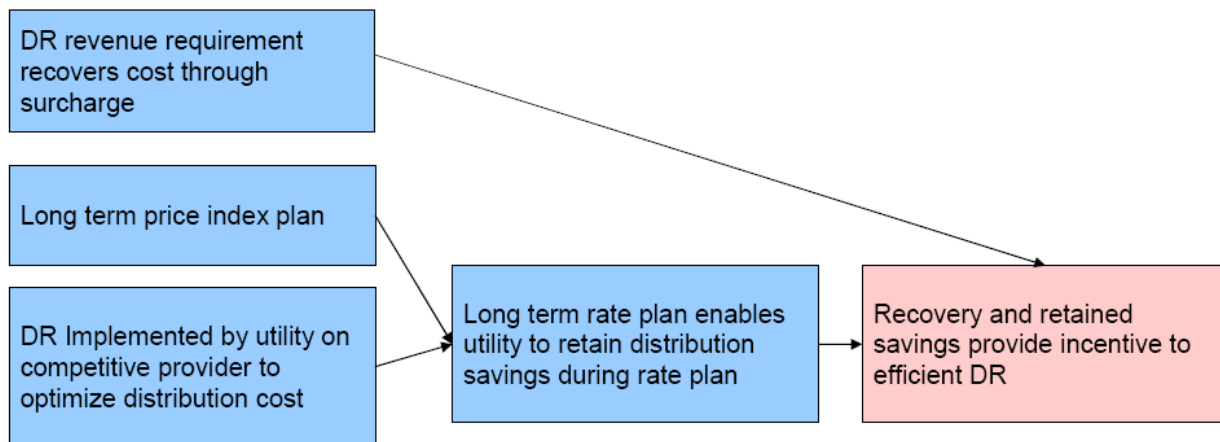 DR revenue requirement
recovers cost through
surcharge
Long term price index plan
DR Implemented by utility on
competitive provider to
optimize distribution cost
Long term rate plan enables
utility to retain distribution
savings during rate plan
Recovery and retained
savings provide incentive to
efficient DR